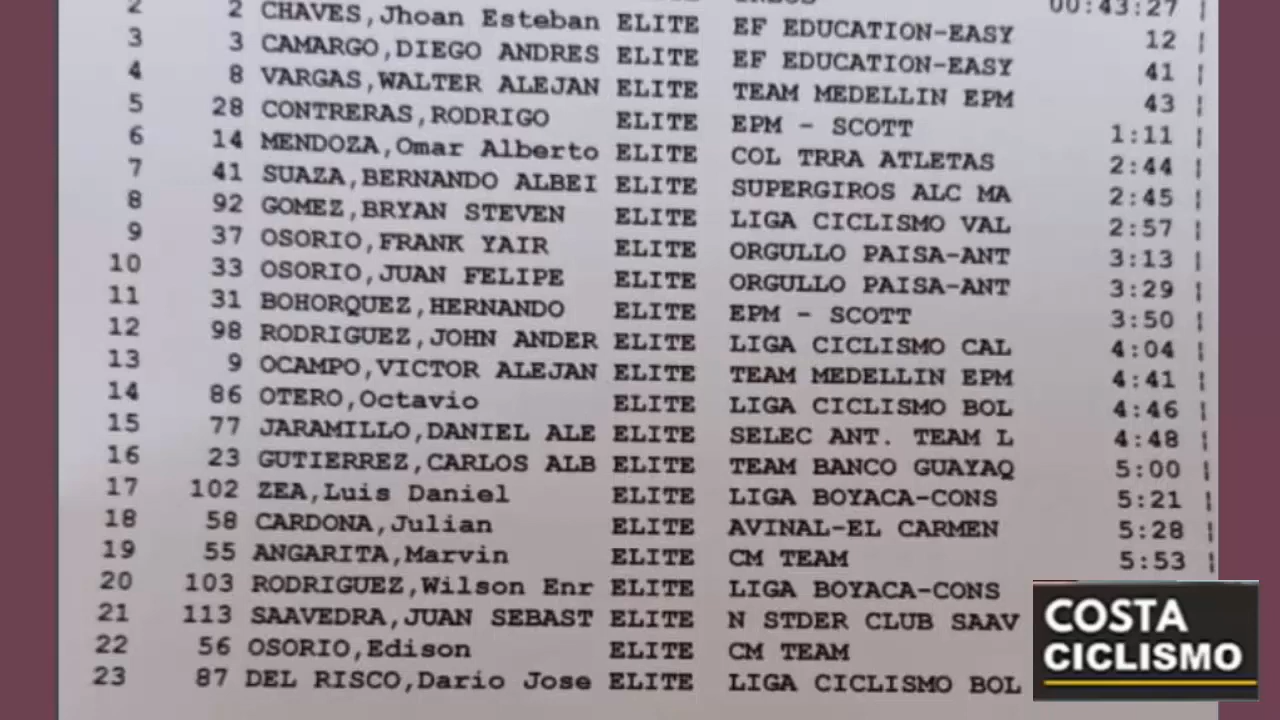 00:43:27 |
2 2 CHAVES,Jhoan Esteban ELITE EF EDUCATION-EASY 12 |
3 3 CAMARGO,DIEGO ANDRES ELITE EF EDUCATION-EASY 41 |
4 8 VARGAS,WALTER ALEJAN ELITE TEAM MEDELLIN EPM 43 |
5 28 CONTRERAS,RODRIGO ELITE EPM - SCOTT 1:11 |
6 14 MENDOZA,Omar Alberto ELITE COL TRRA ATLETAS 2:44 |
7 41 SUAZA,BERNANDO ALBEI ELITE SUPERGIROS ALC MA 2:45 |
8 92 GOMEZ,BRYAN STEVEN ELITE LIGA CICLISMO VAL 2:57 |
9 37 OSORIO,FRANK YAIR ELITE ORGULLO PAISA-ANT 3:13 |
10 33 OSORIO,JUAN FELIPE ELITE ORGULLO PAISA-ANT 3:29 |
11 31 BOHORQUEZ,HERNANDO ELITE EPM - SCOTT 3:50 |
12 98 RODRIGUEZ,JOHN ANDER ELITE LIGA CICLISMO CAL 4:04 |
13 9 OCAMPO,VICTOR ALEJAN ELITE TEAM MEDELLIN EPM 4:41 |
14 86 OTERO,Octavio ELITE LIGA CICLISMO BOL 4:46 |
15 77 JARAMILLO,DANIEL ALE ELITE SELEC ANT. TEAM L 4:48 |
16 23 GUTIERREZ,CARLOS ALB ELITE TEAM BANCO GUAYAQ 5:00 |
17 102 ZEA,Luis Daniel ELITE LIGA BOYACA-CONS 5:21 |
18 58 CARDONA,Julian ELITE AVINAL-EL CARMEN 5:28 |
19 55 ANGARITA,Marvin ELITE CM TEAM 5:53 |
20 103 RODRIGUEZ,Wilson Enr ELITE LIGA BOYACA-CONS
21 113 SAAVEDRA,JUAN SEBAST ELITE N STDER CLUB SAAV
22 56 OSORIO,Edison ELITE CM TEAM
23 87 DEL RISCO,Dario Jose ELITE LIGA CICLISMO BOL
COSTA
CICLISMO